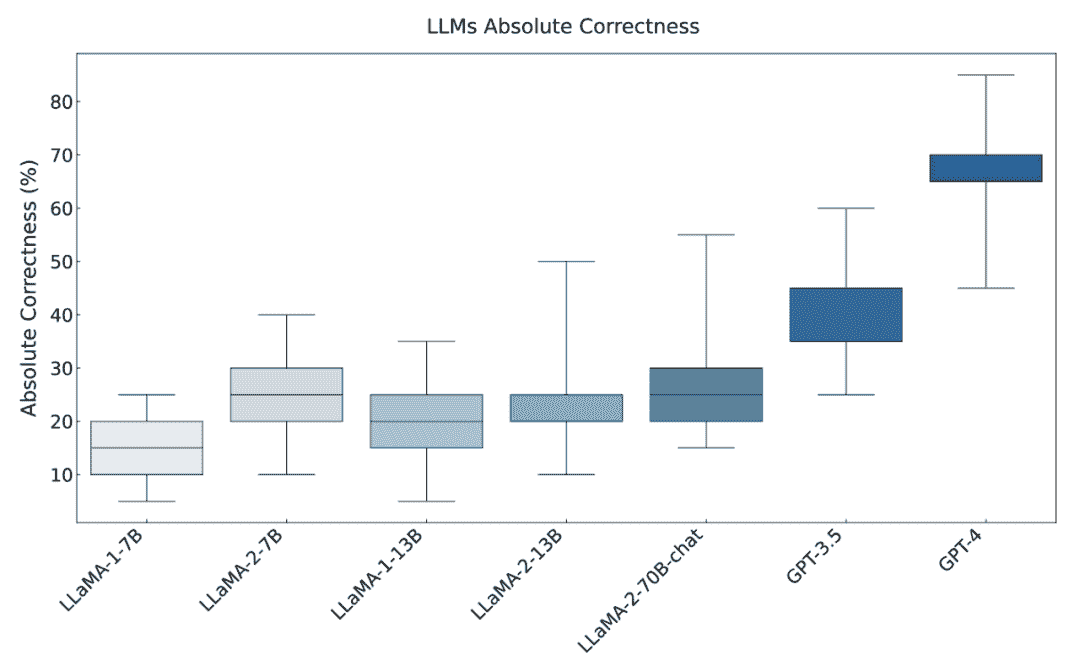 LLMs Absolute Correctness
Absolute Correctness (%)
80
70
60
50
40
30
20
10
LLaMA-1-7B
LLaMA-2-7B
LLaMA-1-13B
LLaMA-2-13B
LLaMA-2-70B-chat
GPT-3.5
GPT-4